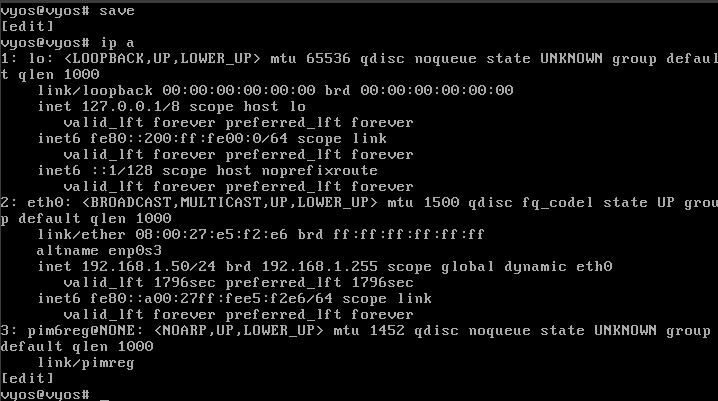 vyos@vyos# save
[edit]
vyos@vyos# ip a
1: lo: <LOOPBACK,UP,LOWER_UP> mtu 65536 qdisc noqueue state UNKNOWN group defaul
t qlen 1000
    link/loopback 00:00:00:00:00:00 brd 00:00:00:00:00:00
    inet 127.0.0.1/8 scope host lo
       valid_lft forever preferred_lft forever
    inet6 fe80::200:ff:fe00:0/64 scope link
       valid_lft forever preferred_lft forever
    inet6 ::1/128 scope host noprefixroute
       valid_lft forever preferred_lft forever
2: eth0: <BROADCAST,MULTICAST,UP,LOWER_UP> mtu 1500 qdisc fq_codel state UP grou
p default qlen 1000
    link/ether 08:00:27:e5:f2:e6 brd ff:ff:ff:ff:ff:ff
    altname enp0s3
    inet 192.168.1.50/24 brd 192.168.1.255 scope global dynamic eth0
       valid_lft 1796sec preferred_lft 1796sec
    inet6 fe80::a00:27ff:fee5:f2e6/64 scope link
       valid_lft forever preferred_lft forever
3: pim6reg@NONE: <NOARP,UP,LOWER_UP> mtu 1452 qdisc noqueue state UNKNOWN group
default qlen 1000
    link/pimreg
[edit]
vyos@vyos# _